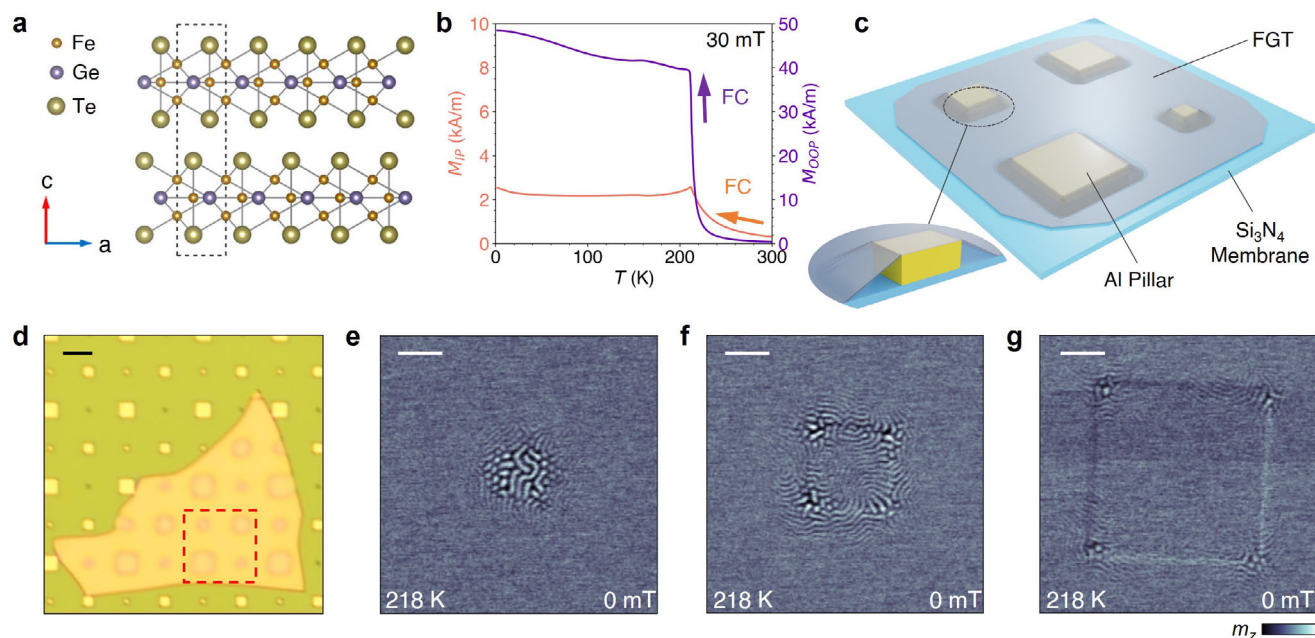 a
Fe
Ge
Te
c
a
b
30 mT
FC
FC
10
8
6
4
2
0
M_IP (kA/m)
50
40
30
20
10
0
M_OOP (kA/m)
0
100
200
300
T (K)
c
FGT
Si₃N₄
Membrane
Al Pillar
d
e
218 K
0 mT
f
218 K
0 mT
g
218 K
0 mT
m_z